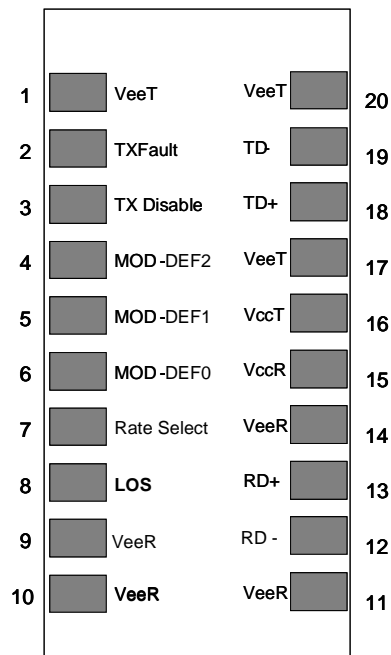 1 VeeT VeeT 20
2 TXFault TD- 19
3 TX Disable TD+ 18
4 MOD-DEF2 VeeT 17
5 MOD-DEF1 VccT 16
6 MOD-DEF0 VccR 15
7 Rate Select VeeR 14
8 LOS RD+ 13
9 VeeR RD - 12
10 VeeR VeeR 11